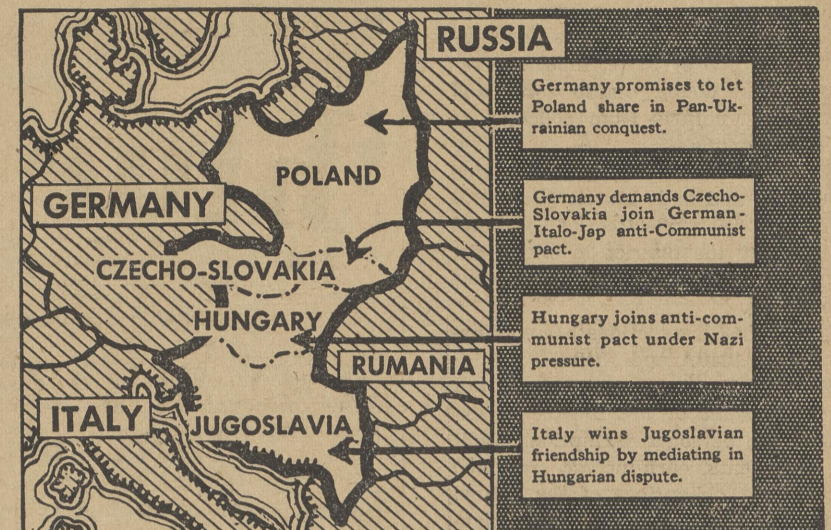 RUSSIA
Germany promises to let
Poland share in Pan-Uk-
rainian conquest.
POLAND
GERMANY
Germany demands Czecho-
Slovakia join German-
Italo-Jap anti-Communist
pact.
CZECHO-SLOVAKIA
HUNGARY
Hungary joins anti-com-
munist pact under Nazi
pressure.
RUMANIA
ITALY
JUGOSLAVIA
Italy wins Jugoslavian
friendship by mediating in
Hungarian dispute.